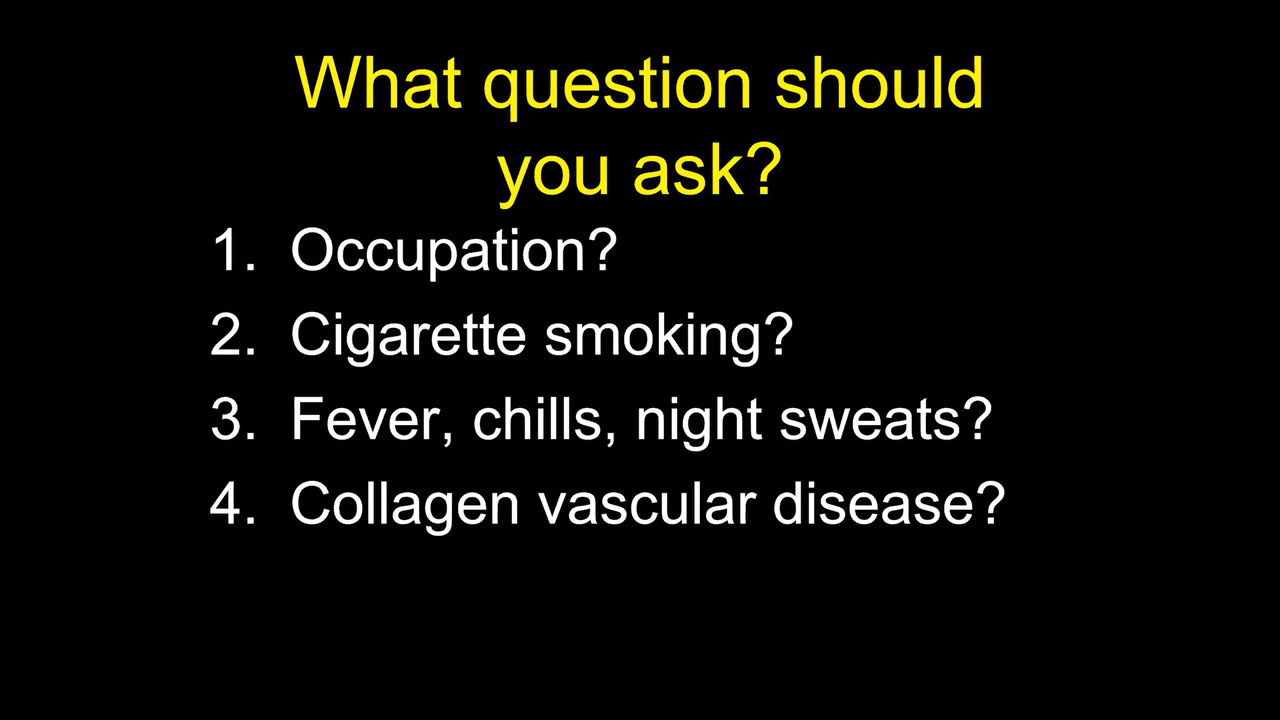 What question should
you ask?
1. Occupation?
2. Cigarette smoking?
3. Fever, chills, night sweats?
4. Collagen vascular disease?